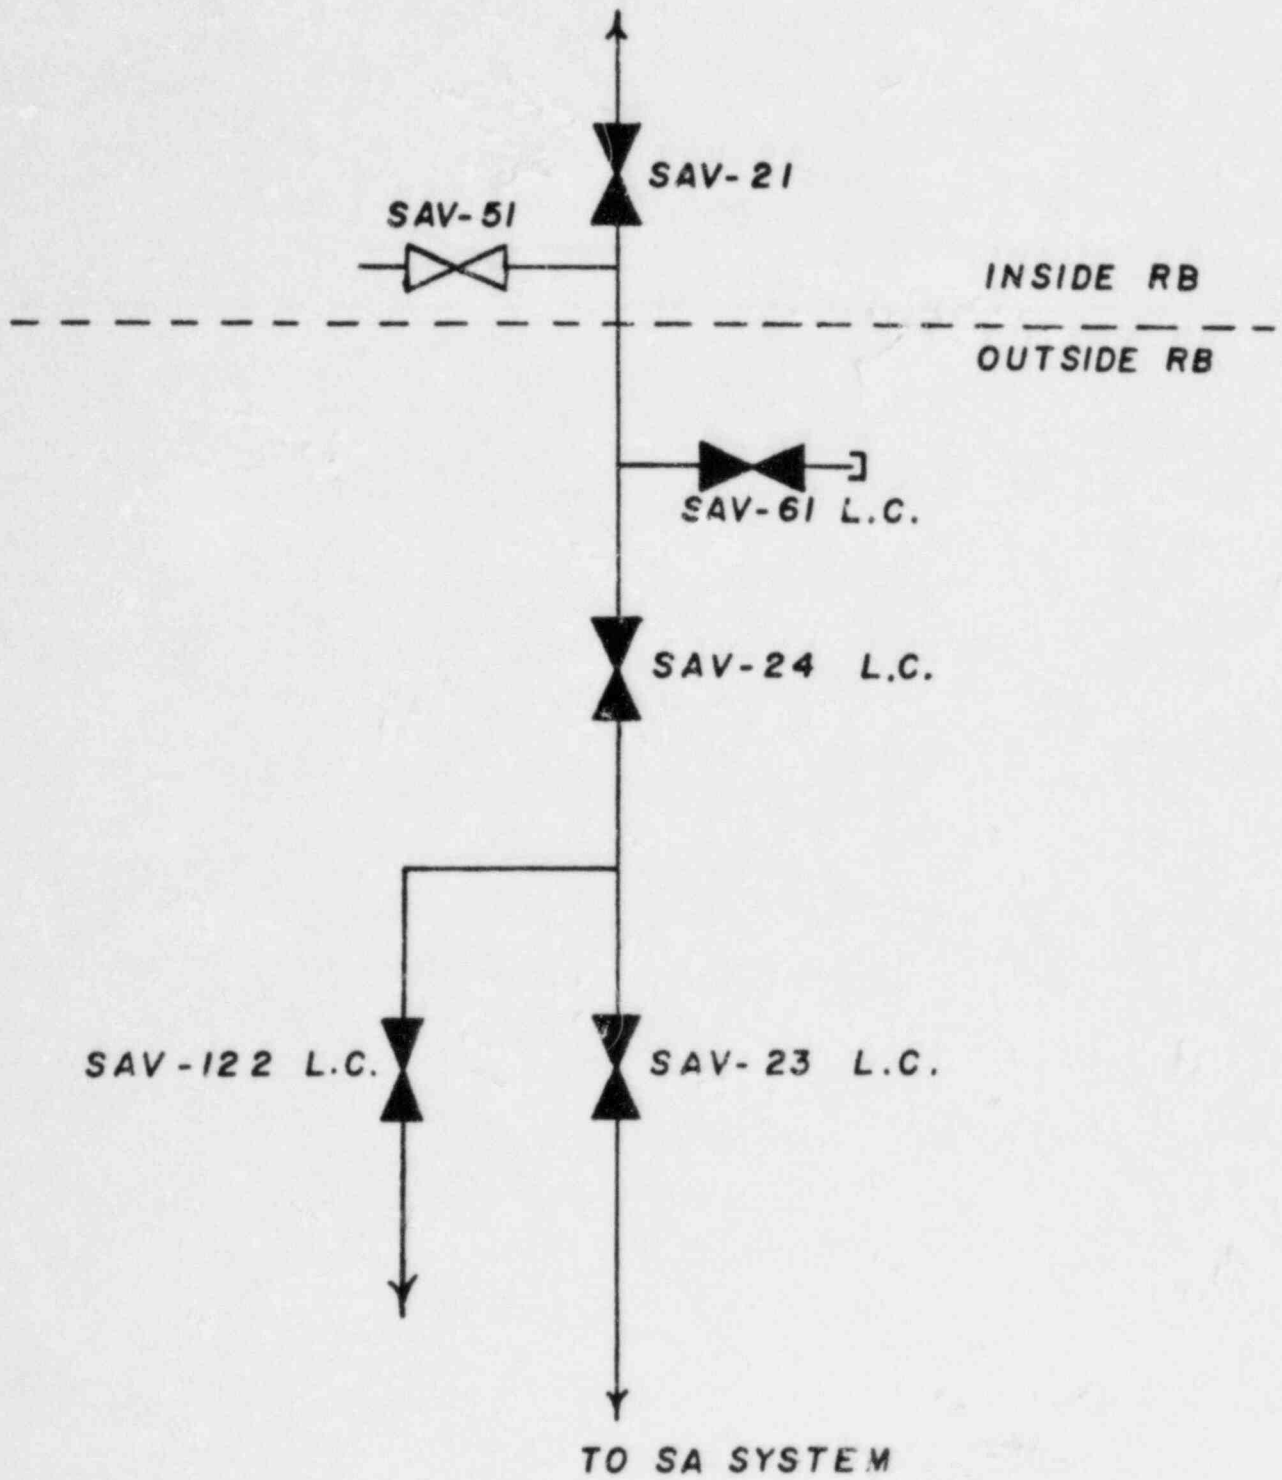 SAV-21
SAV-51
INSIDE RB
OUTSIDE RB
SAV-61 L.C.
SAV-24 L.C.
SAV-122 L.C.
SAV-23 L.C.
TO SA SYSTEM